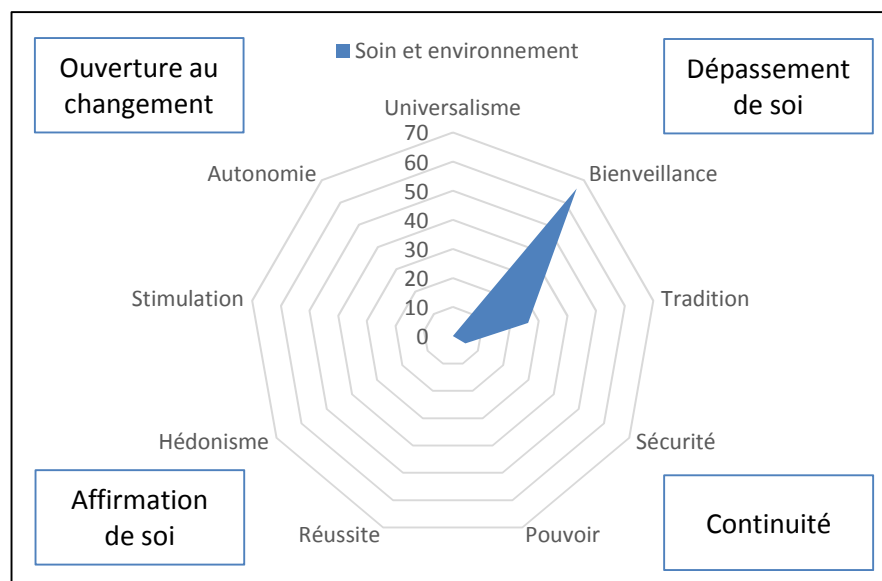 Ouverture au
changement
Soin et environnement
Dépassement
de soi
Universalisme
70
60
50
40
30
20
10
0
Autonomie
Bienveillance
Stimulation
Tradition
Hédonisme
Sécurité
Réussite
Pouvoir
Affirmation
de soi
Continuité